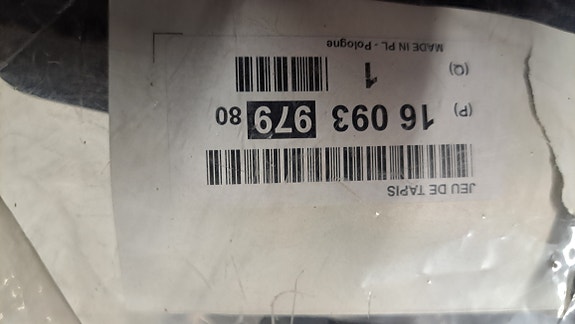 JEU DE TAPIS
(P) 16 093 979 80
(Q) 1
MADE IN PL - Pologne